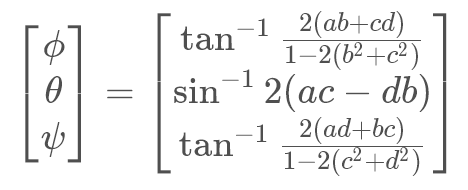 ϕ = tan⁻¹ 2(ab+cd) / 1−2(b²+c²)
θ = sin⁻¹ 2(ac − db)
ψ = tan⁻¹ 2(ad+bc) / 1−2(c²+d²)